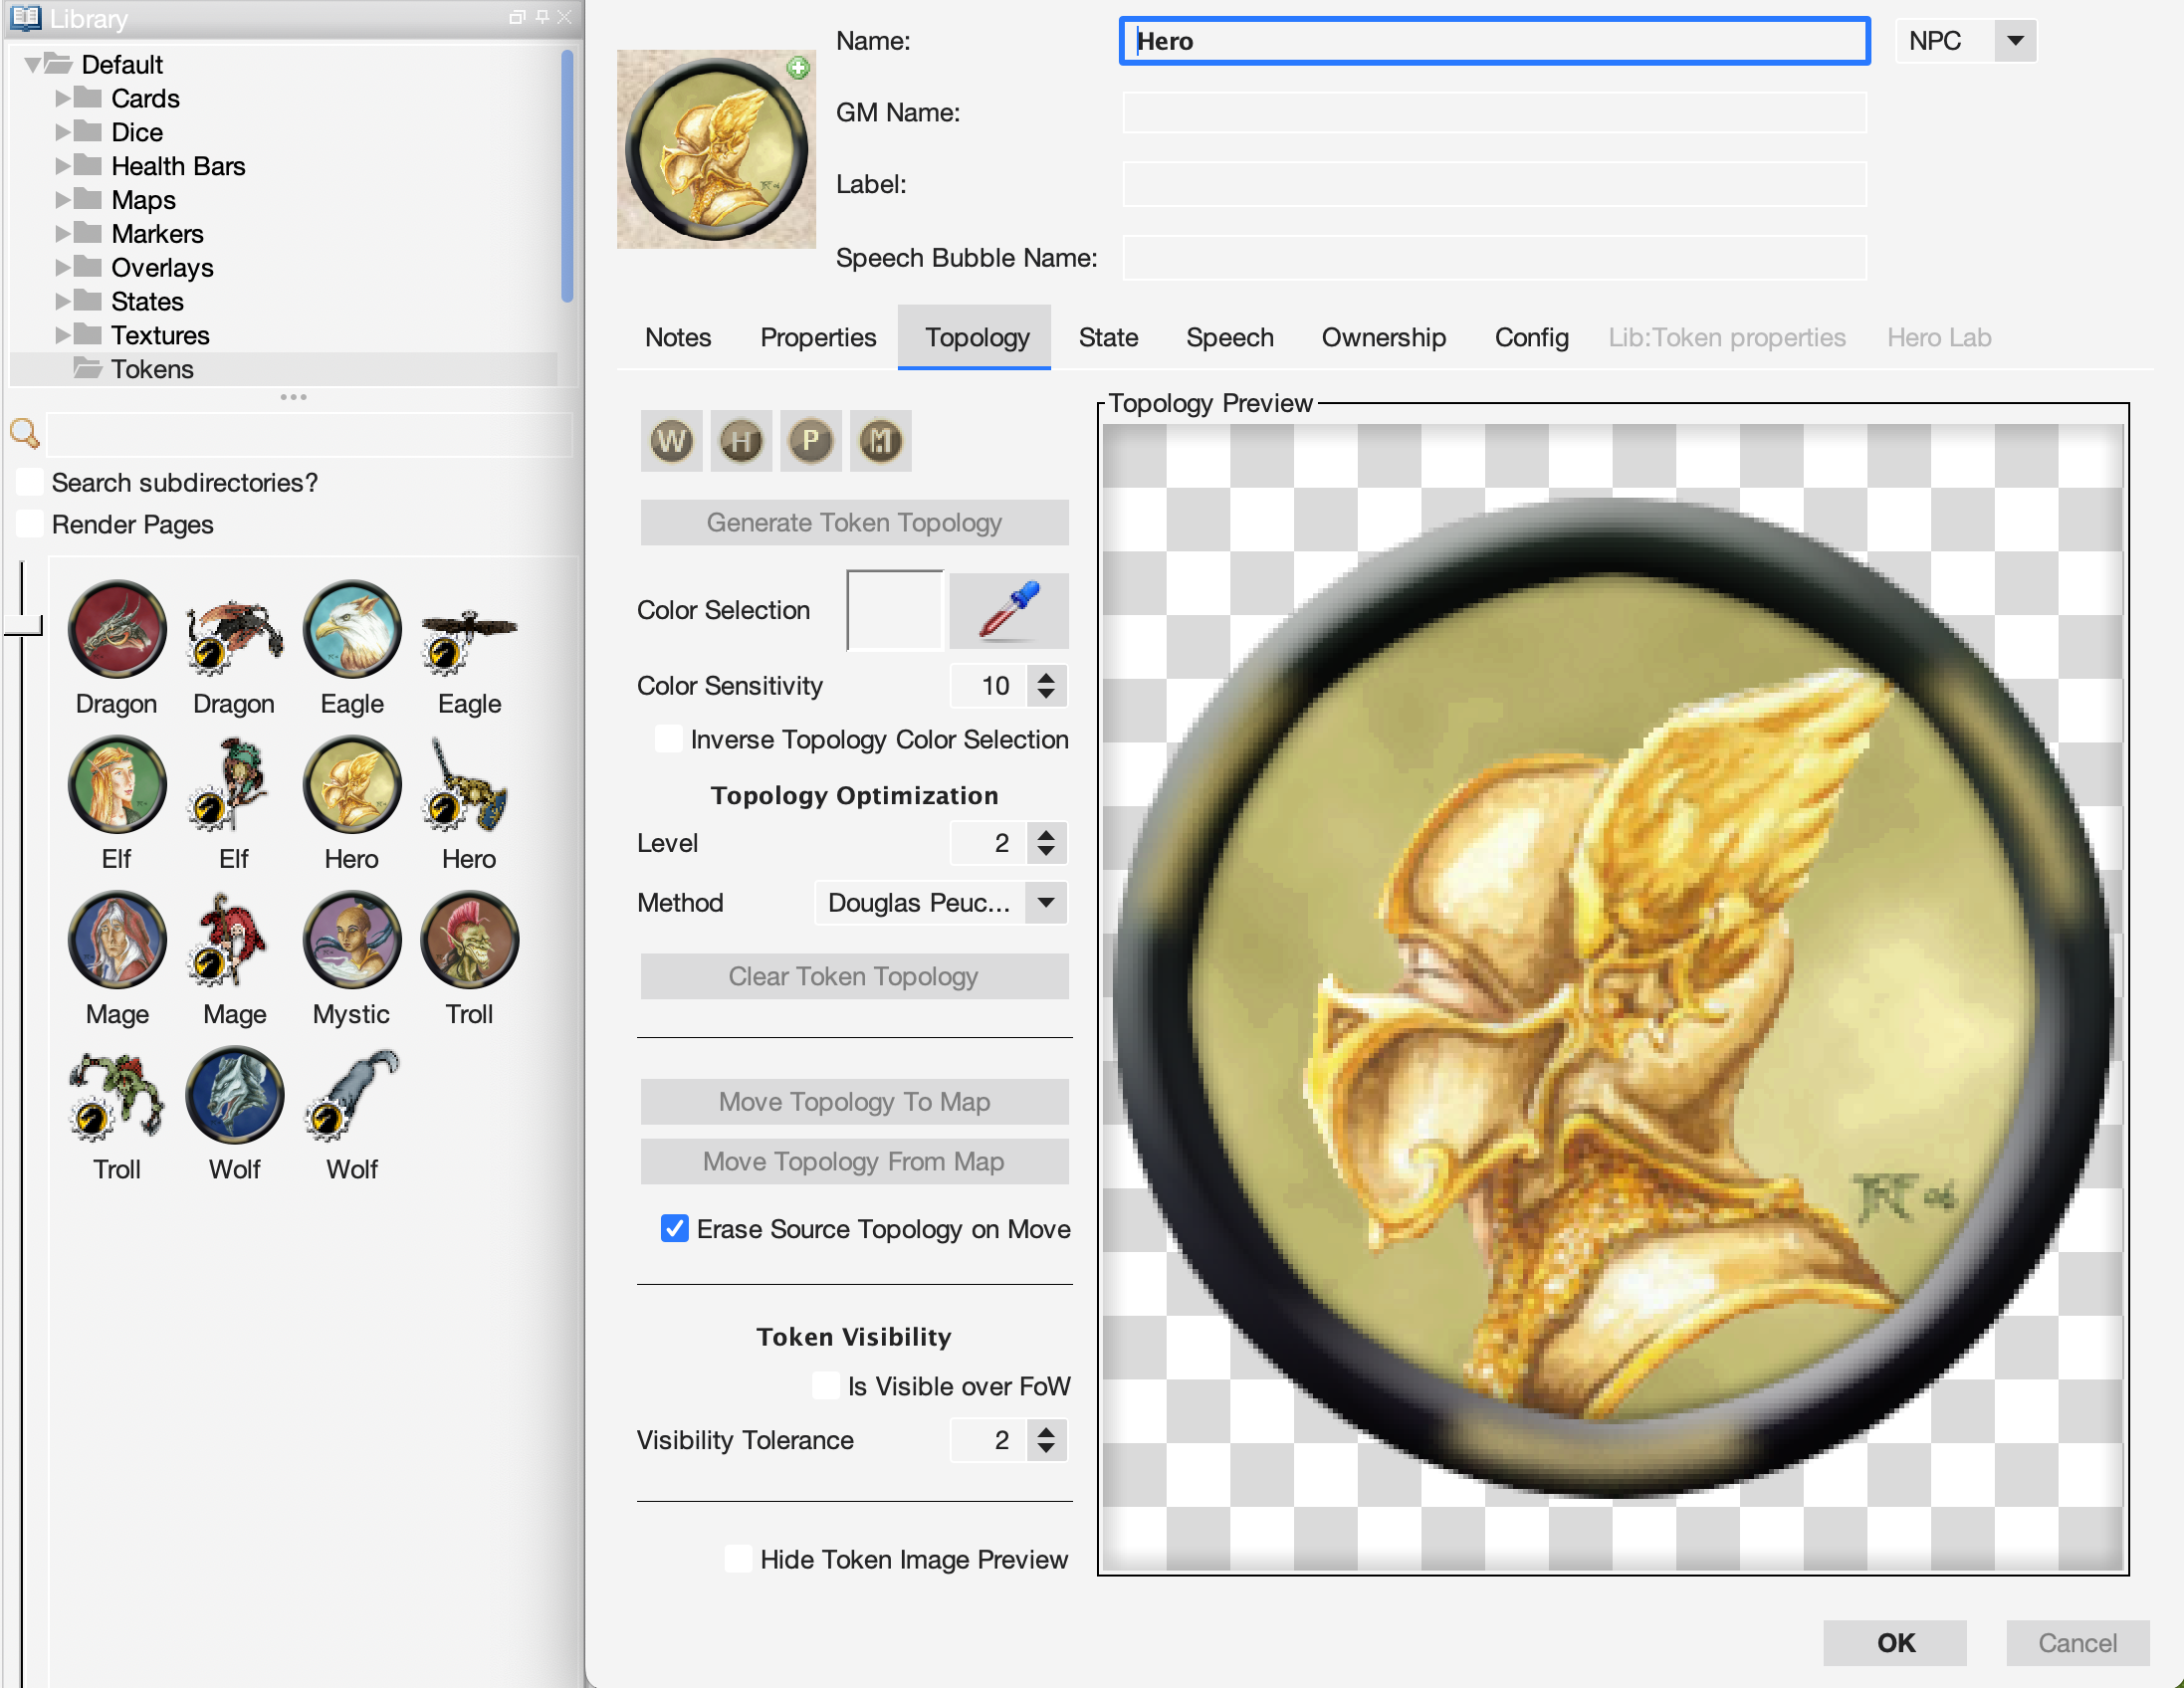 Library
Default
Cards
Dice
Health Bars
Maps
Markers
Overlays
States
Textures
Tokens
Search subdirectories?
Render Pages
Dragon Dragon Eagle Eagle
Elf Elf Hero Hero
Mage Mage Mystic Troll
Troll Wolf Wolf
Name: Hero NPC
GM Name:
Label:
Speech Bubble Name:
Notes Properties Topology State Speech Ownership Config Lib:Token properties Hero Lab
W H P M
Generate Token Topology
Color Selection
Color Sensitivity 10
Inverse Topology Color Selection
Topology Optimization
Level 2
Method Douglas Peuc...
Clear Token Topology
Move Topology To Map
Move Topology From Map
Erase Source Topology on Move
Token Visibility
Is Visible over FoW
Visibility Tolerance 2
Hide Token Image Preview
Topology Preview
OK Cancel